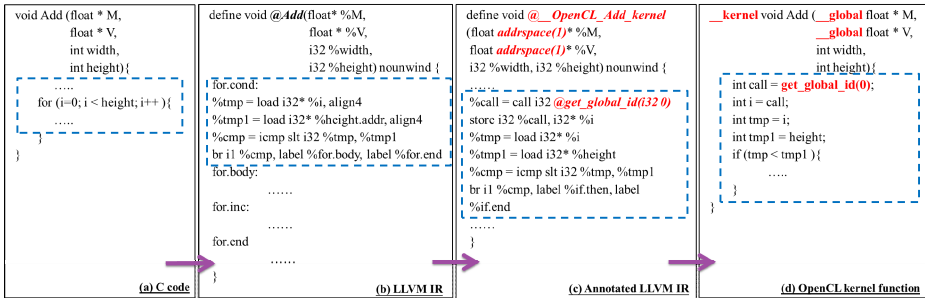 void Add (float * M,
float * V,
int width,
int height){
…..
for (i=0; i < height; i++ ){
…..
}
}
(a) C code
define void @Add(float* %M,
float * %V,
i32 %width,
i32 %height) nounwind {
for.cond:
%tmp = load i32* %i, align4
%tmp1 = load i32* %height.addr, align4
%cmp = icmp slt i32 %tmp, %tmp1
br i1 %cmp, label %for.body, label %for.end
for.body:
……
for.inc:
……
for.end
……
}
(b) LLVM IR
define void @__OpenCL_Add_kernel
(float addrspace(1)* %M,
float addrspace(1)* %V,
i32 %width, i32 %height) nounwind {
……
%call = call i32 @get_global_id(i32 0)
store i32 %call, i32* %i
%tmp = load i32* %i
%tmp1 = load i32* %height
%cmp = icmp slt i32 %tmp, %tmp1
br i1 %cmp, label %if.then, label
%if.end
……
}
(c) Annotated LLVM IR
__kernel void Add (__global float * M,
__global float * V,
int width,
int height){
int call = get_global_id(0);
int i = call;
int tmp = i;
int tmp1 = height;
if (tmp < tmp1 ){
…..
}
}
(d) OpenCL kernel function